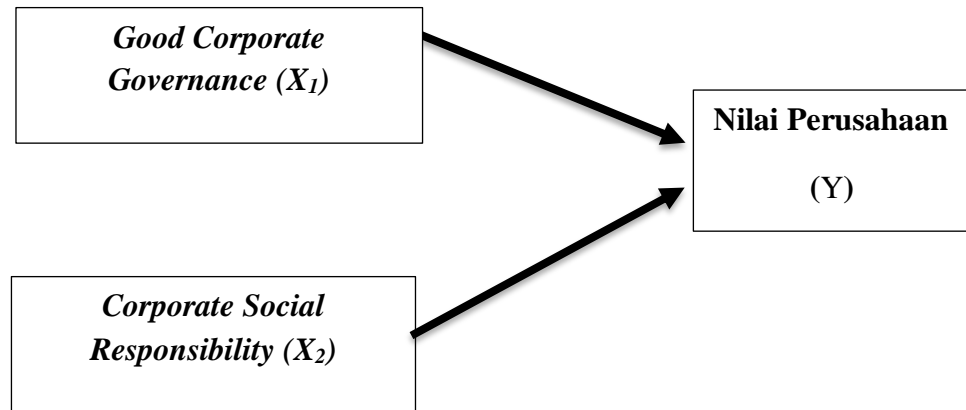 Good Corporate
Governance (X1)
Nilai Perusahaan
(Y)
Corporate Social
Responsibility (X2)